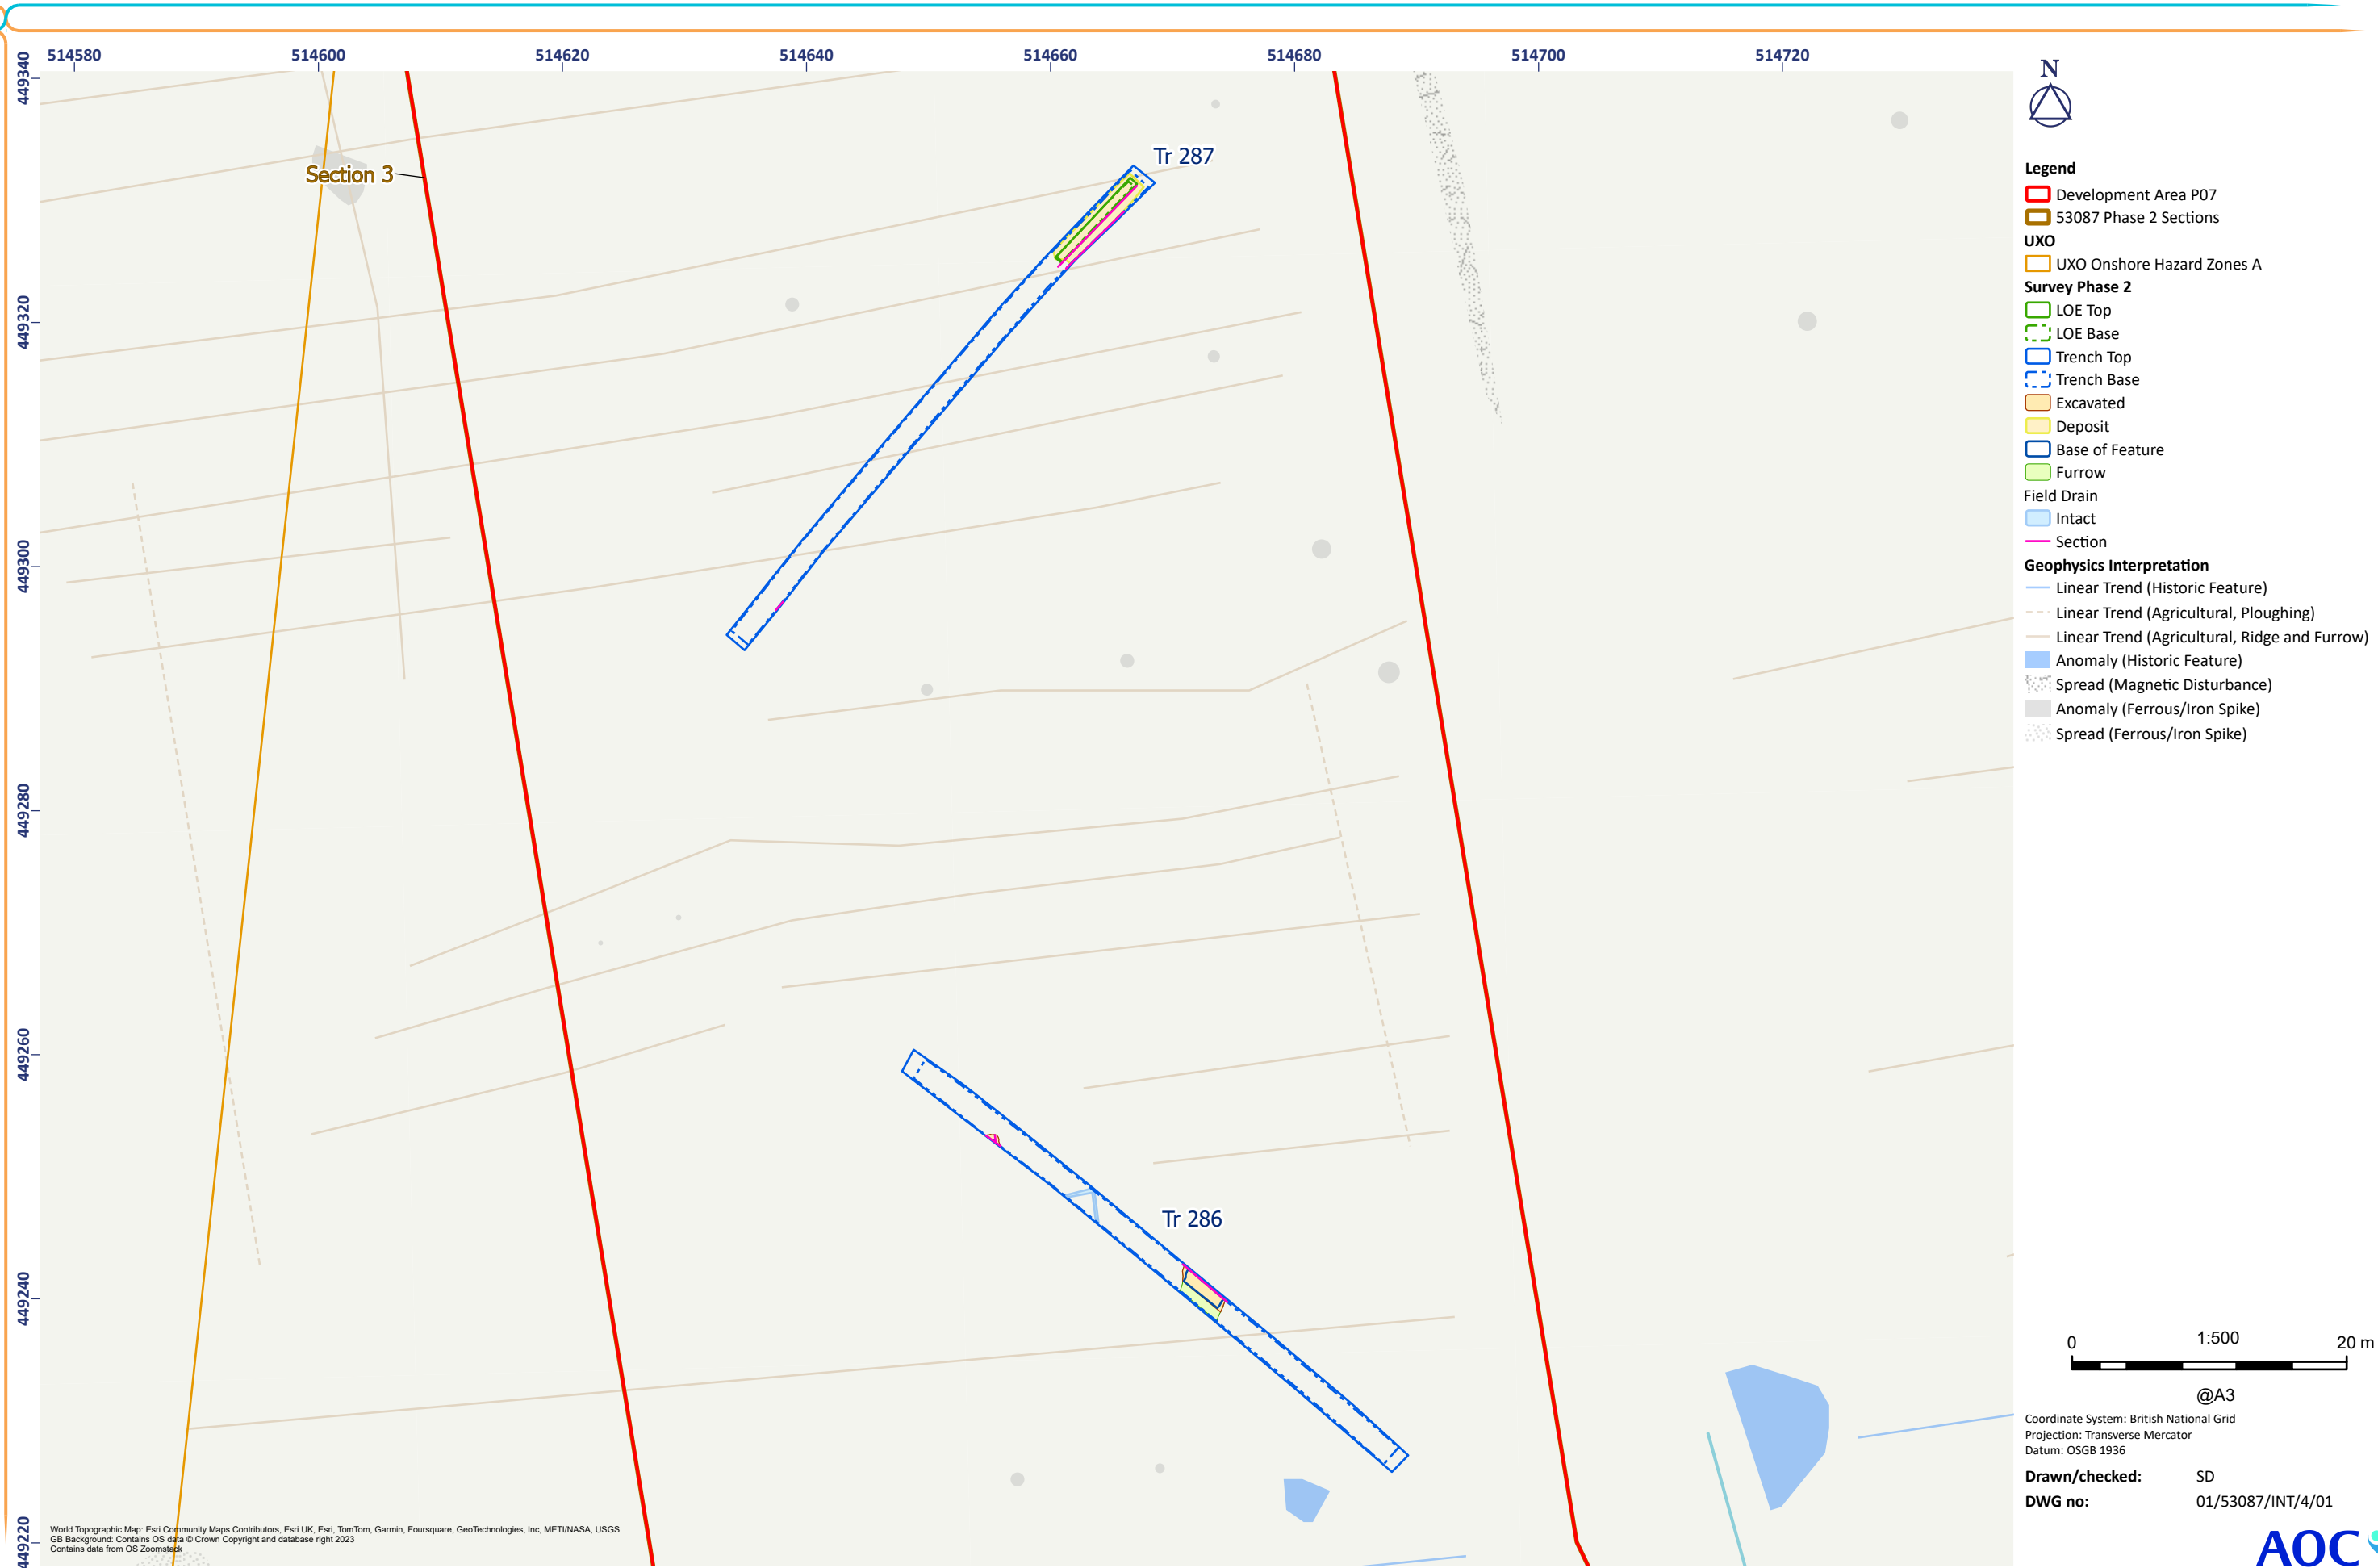 514580 514600 514620 514640 514660 514680 514700 514720
449340
449320
449300
449280
449260
449240
449220
Section 3
Tr 287
Tr 286
N
Legend
Development Area P07
53087 Phase 2 Sections
UXO
UXO Onshore Hazard Zones A
Survey Phase 2
LOE Top
LOE Base
Trench Top
Trench Base
Excavated
Deposit
Base of Feature
Furrow
Field Drain
Intact
Section
Geophysics Interpretation
Linear Trend (Historic Feature)
Linear Trend (Agricultural, Ploughing)
Linear Trend (Agricultural, Ridge and Furrow)
Anomaly (Historic Feature)
Spread (Magnetic Disturbance)
Anomaly (Ferrous/Iron Spike)
Spread (Ferrous/Iron Spike)
0 1:500 20 m
@A3
Coordinate System: British National Grid
Projection: Transverse Mercator
Datum: OSGB 1936
Drawn/checked: SD
DWG no: 01/53087/INT/4/01
AOC
World Topographic Map: Esri Community Maps Contributors, Esri UK, Esri, TomTom, Garmin, Foursquare, GeoTechnologies, Inc, METI/NASA, USGS
GB Background: Contains OS data © Crown Copyright and database right 2023
Contains data from OS Zoomstack